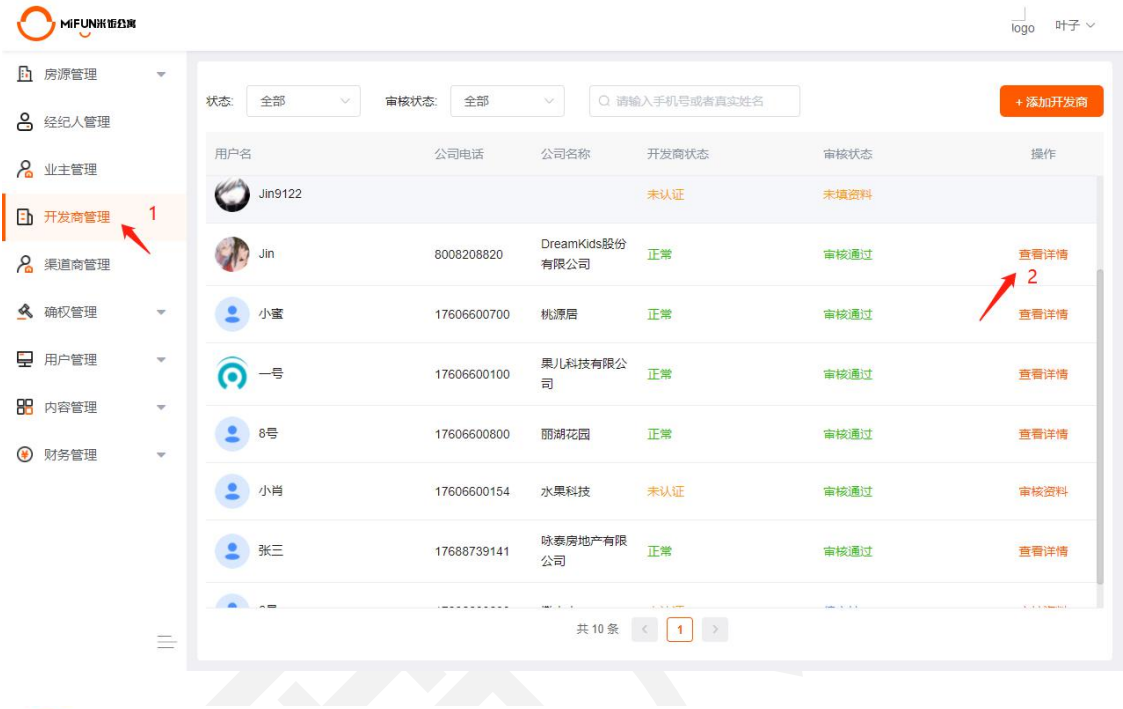 MiFUN米饭公寓
logo 叶子
房源管理
经纪人管理
业主管理
开发商管理 1
渠道商管理
确权管理
用户管理
内容管理
财务管理
状态: 全部 审核状态: 全部 请输入手机号或者真实姓名 + 添加开发商
用户名 公司电话 公司名称 开发商状态 审核状态 操作
Jin9122 未认证 未填资料
Jin 8008208820 DreamKids股份有限公司 正常 审核通过 查看详情
2
小蜜 17606600700 桃源居 正常 审核通过 查看详情
一号 17606600100 果儿科技有限公司 正常 审核通过 查看详情
8号 17606600800 丽湖花园 正常 审核通过 查看详情
小肖 17606600154 水果科技 未认证 审核通过 审核资料
张三 17688739141 咏泰房地产有限公司 正常 审核通过 查看详情
共 10 条 < 1 >